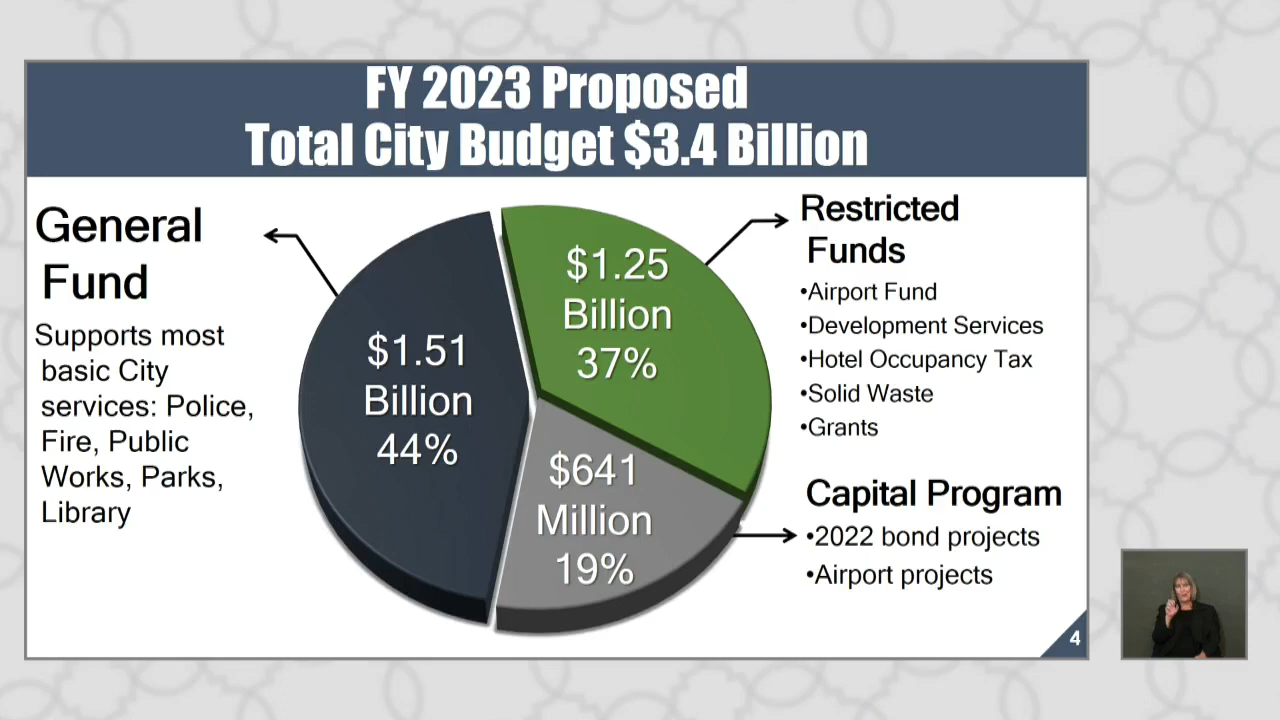 FY 2023 Proposed
Total City Budget $3.4 Billion
General
Fund
Supports most
basic City
services: Police,
Fire, Public
Works, Parks,
Library
$1.51
Billion
44%
$1.25
Billion
37%
$641
Million
19%
Restricted
Funds
•Airport Fund
•Development Services
•Hotel Occupancy Tax
•Solid Waste
•Grants
Capital Program
•2022 bond projects
•Airport projects
4